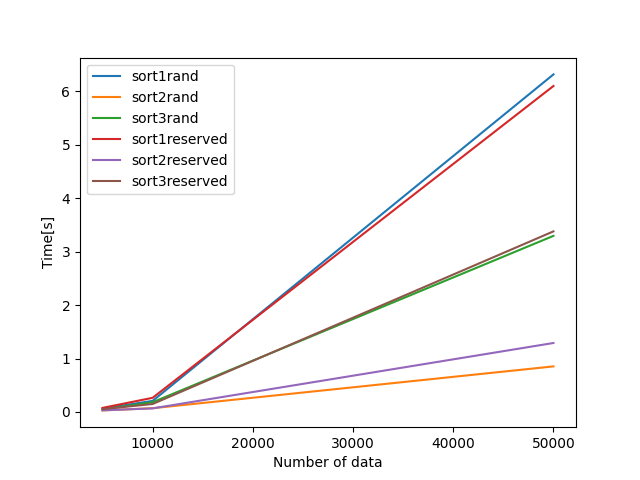 sort1rand
sort2rand
sort3rand
sort1reserved
sort2reserved
sort3reserved
6
5
4
3
2
1
0
Time[s]
10000 20000 30000 40000 50000
Number of data